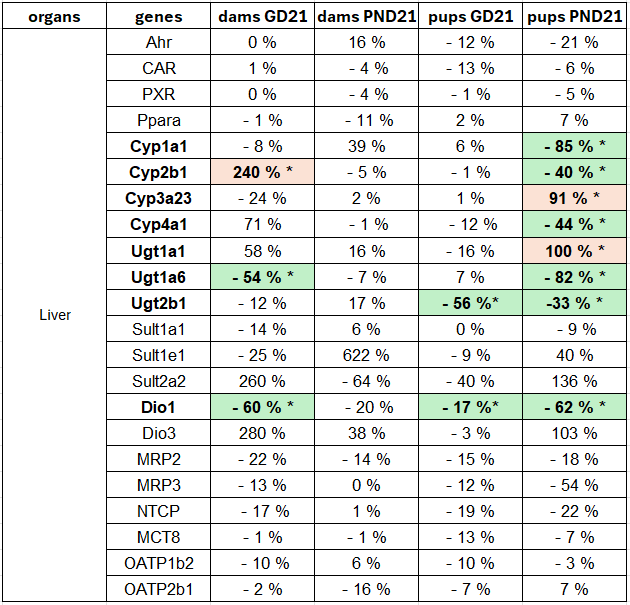 organs genes dams GD21 dams PND21 pups GD21 pups PND21
Ahr 0 % 16 % - 12 % - 21 %
CAR 1 % - 4 % - 13 % - 6 %
PXR 0 % - 4 % - 1 % - 5 %
Ppara - 1 % - 11 % 2 % 7 %
Cyp1a1 - 8 % 39 % 6 % - 85 % *
Cyp2b1 240 % * - 5 % - 1 % - 40 % *
Cyp3a23 - 24 % 2 % 1 % 91 % *
Cyp4a1 71 % - 1 % - 12 % - 44 % *
Ugt1a1 58 % 16 % - 16 % 100 % *
Ugt1a6 - 54 % * - 7 % 7 % - 82 % *
Ugt2b1 - 12 % 17 % - 56 %* -33 % *
Liver Sult1a1 - 14 % 6 % 0 % - 9 %
Sult1e1 - 25 % 622 % - 9 % 40 %
Sult2a2 260 % - 64 % - 40 % 136 %
Dio1 - 60 % * - 20 % - 17 %* - 62 % *
Dio3 280 % 38 % - 3 % 103 %
MRP2 - 22 % - 14 % - 15 % - 18 %
MRP3 - 13 % 0 % - 12 % - 54 %
NTCP - 17 % 1 % - 19 % - 22 %
MCT8 - 1 % - 1 % - 13 % - 7 %
OATP1b2 - 10 % 6 % - 10 % - 3 %
OATP2b1 - 2 % - 16 % - 7 % 7 %